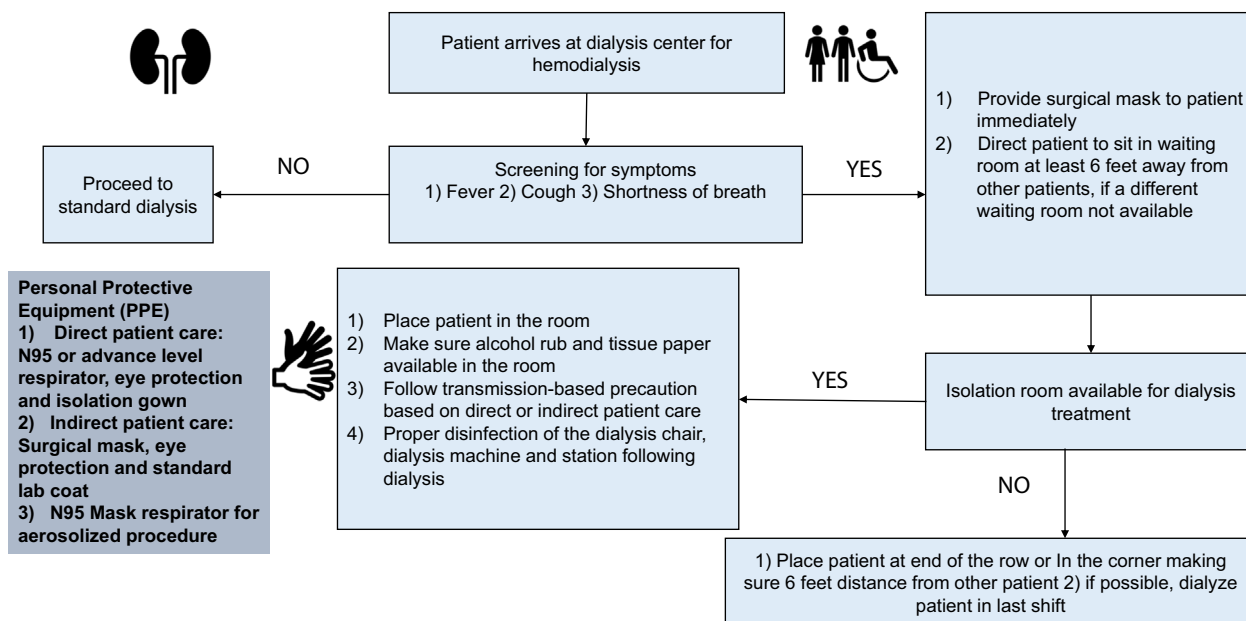 Patient arrives at dialysis center for
hemodialysis
Screening for symptoms
1) Fever 2) Cough 3) Shortness of breath
NO
Proceed to
standard dialysis
YES
1) Provide surgical mask to patient
immediately
2) Direct patient to sit in waiting
room at least 6 feet away from
other patients, if a different
waiting room not available
Isolation room available for dialysis
treatment
YES
1) Place patient in the room
2) Make sure alcohol rub and tissue paper
available in the room
3) Follow transmission-based precaution
based on direct or indirect patient care
4) Proper disinfection of the dialysis chair,
dialysis machine and station following
dialysis
Personal Protective
Equipment (PPE)
1) Direct patient care:
N95 or advance level
respirator, eye protection
and isolation gown
2) Indirect patient care:
Surgical mask, eye
protection and standard
lab coat
3) N95 Mask respirator for
aerosolized procedure
NO
1) Place patient at end of the row or In the corner making
sure 6 feet distance from other patient 2) if possible, dialyze
patient in last shift